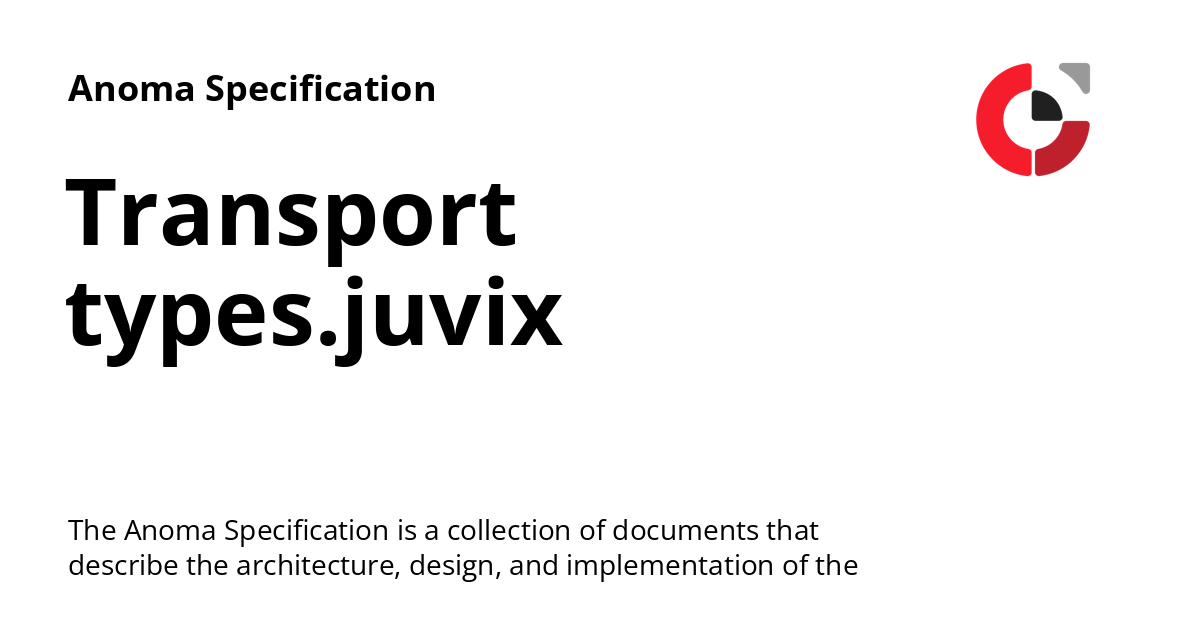 Anoma Specification
Transport
types.juvix
The Anoma Specification is a collection of documents that
describe the architecture, design, and implementation of the